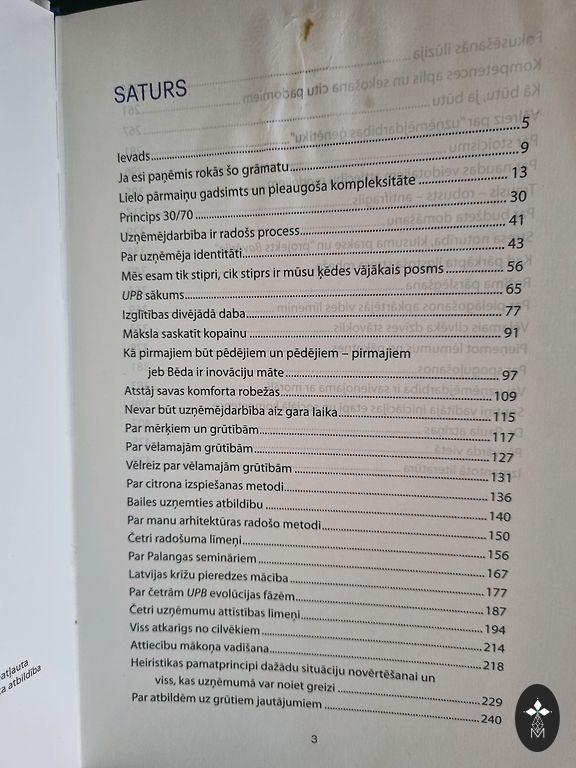 SATURS
Ievads 5
Ja esi paņēmis rokās šo grāmatu 9
Lielo pārmaiņu gadsimts un pieaugoša kompleksitāte 13
Princips 30/70 30
Uzņēmējdarbība ir radošs process 41
Par uzņēmēja identitāti 43
Mēs esam tik stipri, cik stiprs ir mūsu ķēdes vājākais posms 56
UPB sākums 65
Izglītības divējādā daba 77
Māksla saskatīt kopainu 91
Kā pirmajiem būt pēdējiem un pēdējiem – pirmajiem
jeb Bēda ir inovāciju māte 97
Atstāj savas komforta robežas 109
Nevar būt uzņēmējdarbība aiz gara laika 115
Par mērķiem un grūtībām 117
Par vēlamajām grūtībām 127
Vēlreiz par vēlamajām grūtībām 131
Par citrona izspiešanas metodi 136
Bailes uzņemties atbildību 140
Par manu arhitektūras radošo metodi 150
Četri radošuma līmeņi 156
Par Palangas semināriem 167
Latvijas krīžu pieredzes mācība 177
Par četrām UPB evolūcijas fāzēm 187
Četri uzņēmumu attīstības līmeņi 194
Viss atkarīgs no cilvēkiem 214
Attiecību mākoņa vadīšana 218
Heiristikas pamatprincipi dažādu situāciju novērtēšanai un
viss, kas uzņēmumā var noiet greizi 229
Par atbildēm uz grūtiem jautājumiem 240
3
atļauta
atbildība
M